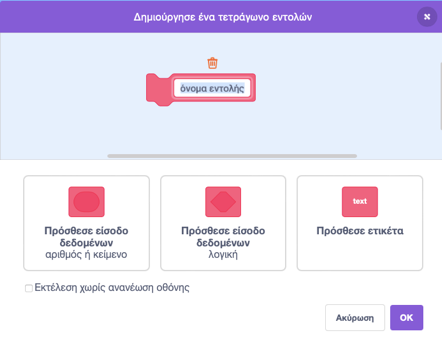 Δημιούργησε ένα τετράγωνο εντολών
όνομα εντολής
Πρόσθεσε είσοδο
δεδομένων
αριθμός ή κείμενο
Πρόσθεσε είσοδο
δεδομένων
λογική
text
Πρόσθεσε ετικέτα
Εκτέλεση χωρίς ανανέωση οθόνης
Ακύρωση
OK